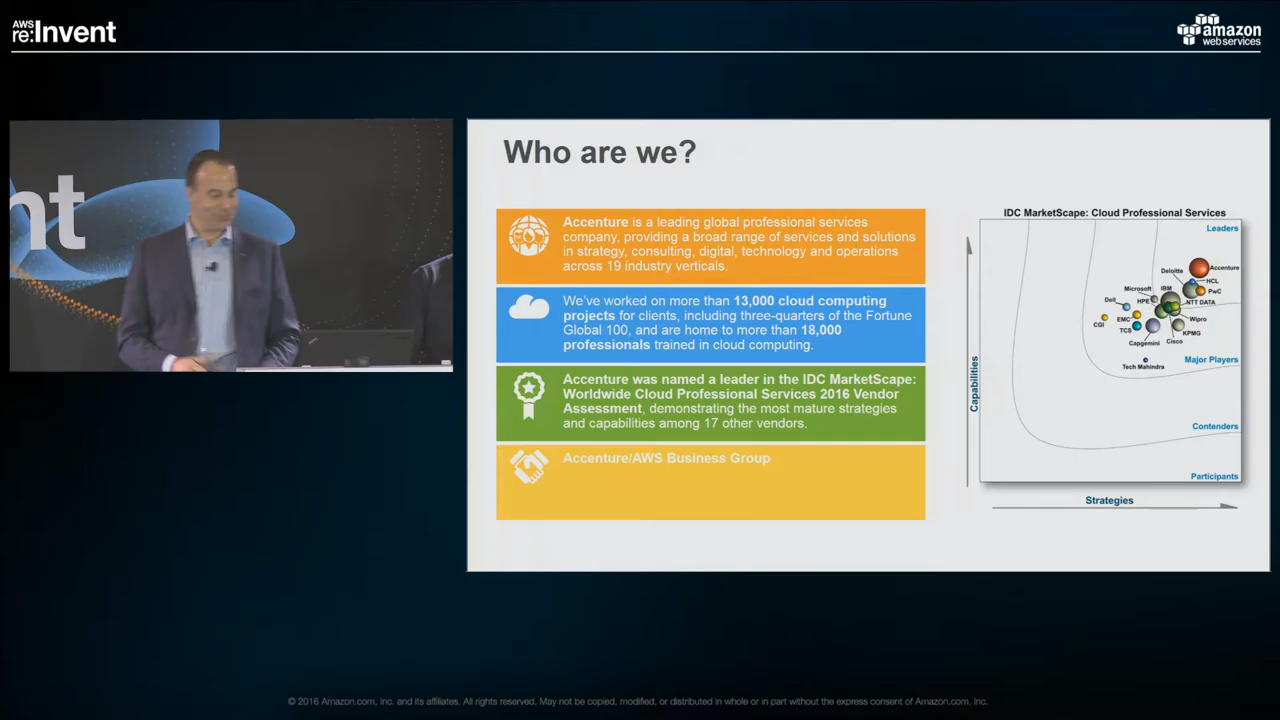 AWS
re:Invent
amazon
web services
nt
Who are we?
Accenture is a leading global professional services
company, providing a broad range of services and solutions
in strategy, consulting, digital, technology and operations
across 19 industry verticals.
We've worked on more than 13,000 cloud computing
projects for clients, including three-quarters of the Fortune
Global 100, and are home to more than 18,000
professionals trained in cloud computing.
Accenture was named a leader in the IDC MarketScape:
Worldwide Cloud Professional Services 2016 Vendor
Assessment, demonstrating the most mature strategies
and capabilities among 17 other vendors.
Accenture/AWS Business Group
IDC MarketScape: Cloud Professional Services
Leaders
Accenture
Deloitte
HCL
Microsoft
IBM
PwC
HPE
NTT DATA
Dell
EMC
Wipro
CGI
TCS
KPMG
Capgemini
Cisco
Major Players
Tech Mahindra
Capabilities
Contenders
Participants
Strategies
© 2016 Amazon.com, Inc. and its affiliates. All rights reserved. May not be copied, modified, or distributed in whole or in part without the express consent of Amazon.com, Inc.